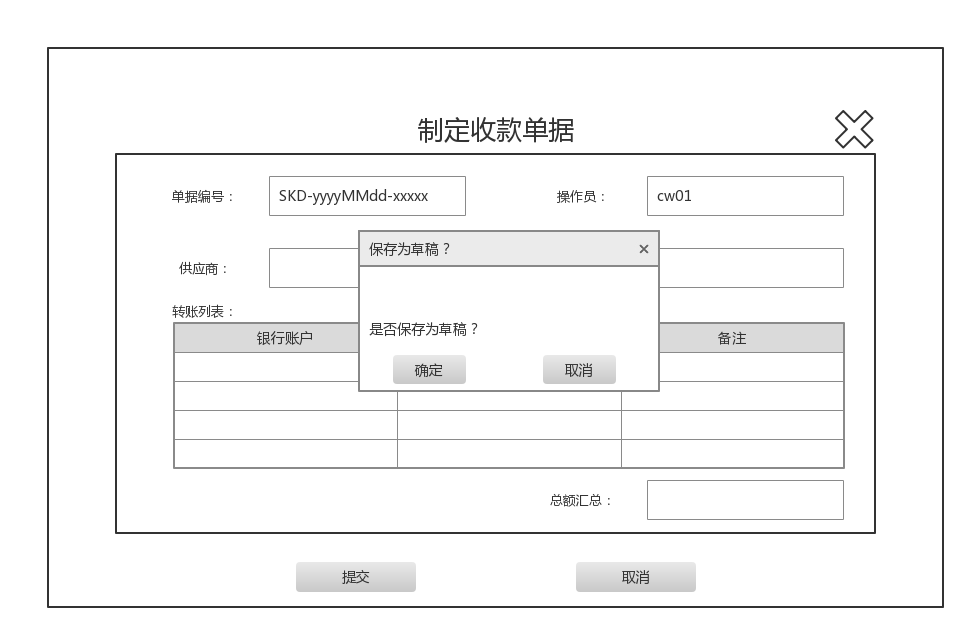 制定收款单据
单据编号：
SKD-yyyyMMdd-xxxxx
操作员：
cw01
供应商：
保存为草稿？
是否保存为草稿？
确定
取消
转账列表：
银行账户
备注
总额汇总：
提交
取消